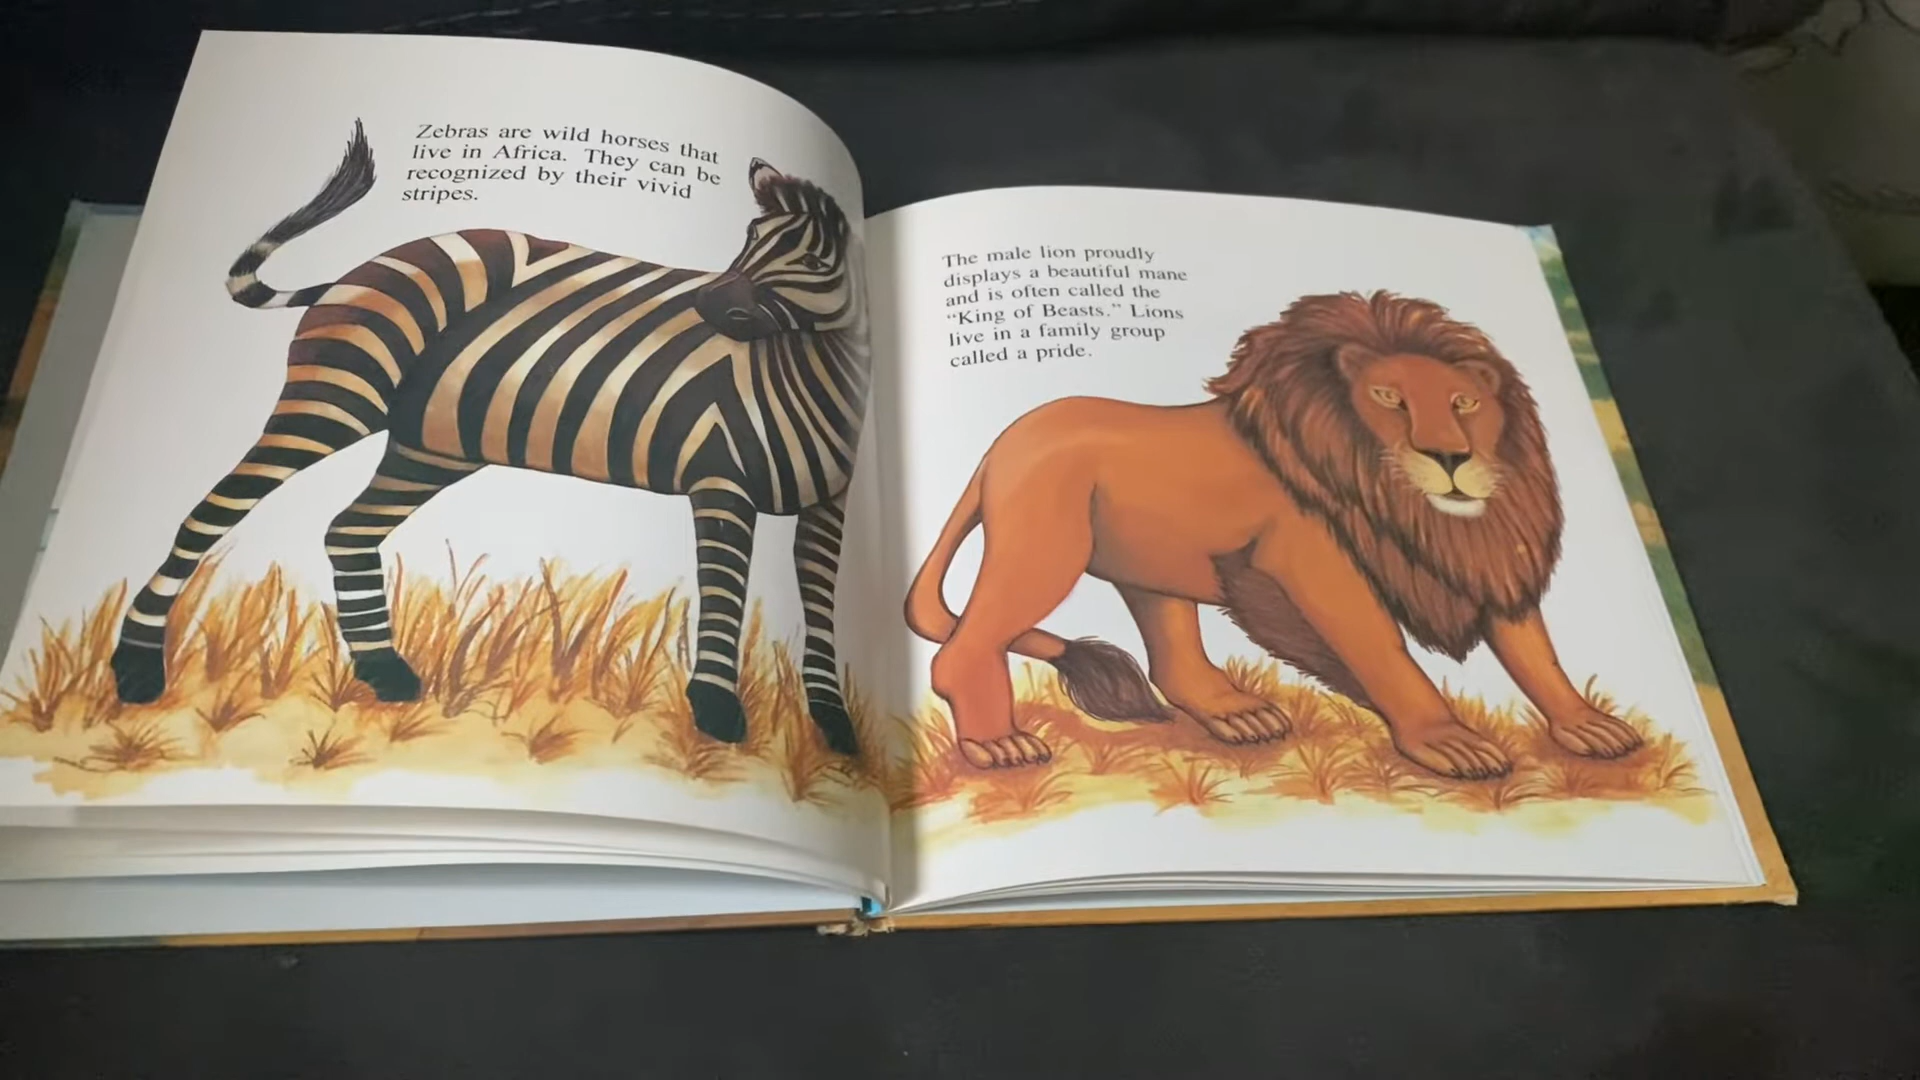 Zebras are wild horses that
live in Africa. They can be
recognized by their vivid
stripes.
The male lion proudly
displays a beautiful mane
and is often called the
“King of Beasts.” Lions
live in a family group
called a pride.